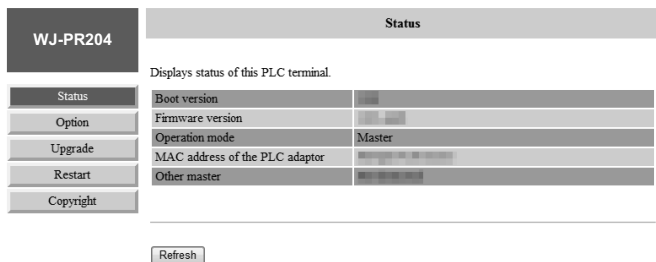 WJ-PR204
Status
Displays status of this PLC terminal.
Status
Option
Upgrade
Restart
Copyright
Boot version
Firmware version
Operation mode Master
MAC address of the PLC adaptor
Other master
Refresh